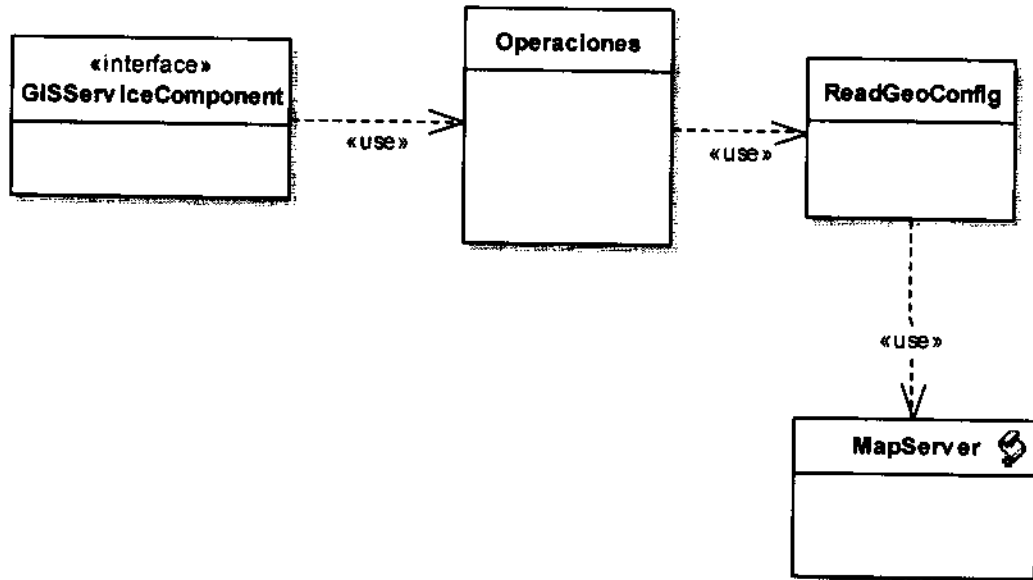 «interface»
GISServiceComponent
«use»
Operaciones
«use»
ReadGeoConfig
«use»
MapServer